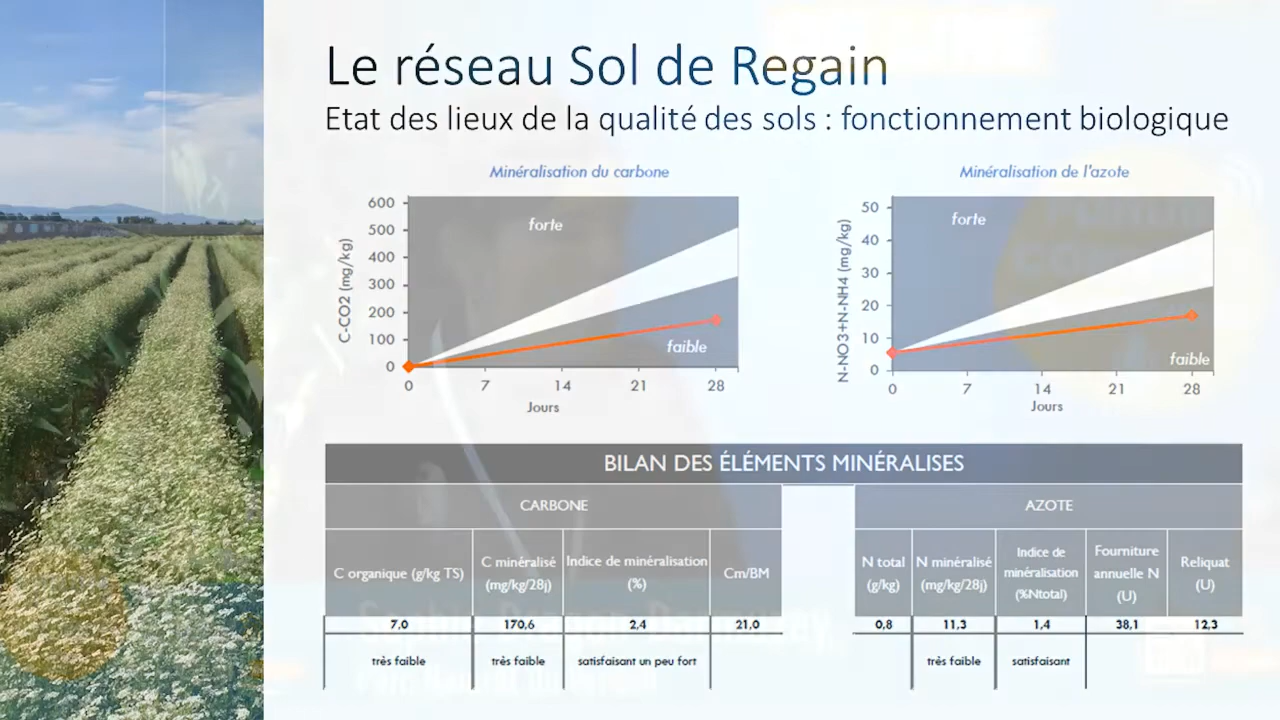 Le réseau Sol de Regain
Etat des lieux de la qualité des sols : fonctionnement biologique
Minéralisation du carbone
600
500
400
300
200
100
0
C-CO2 (mg/kg)
forte
faible
0 7 14 21 28
Jours
Minéralisation de l'azote
50
40
30
20
10
0
N-NO3+N-NH4 (mg/kg)
forte
faible
0 7 14 21 28
Jours
BILAN DES ÉLÉMENTS MINÉRALISES
CARBONE
C organique (g/kg TS)
C minéralisé
(mg/kg/28j)
Indice de minéralisation
(%)
Cm/BM
7,0 170,6 2,4 21,0
très faible très faible satisfaisant un peu fort
AZOTE
N total
(g/kg)
N minéralisé
(mg/kg/28j)
Indice de
minéralisation
(%Ntotal)
Fourniture
annuelle N
(U)
Reliquat
(U)
0,8 11,3 1,4 38,1 12,3
très faible satisfaisant